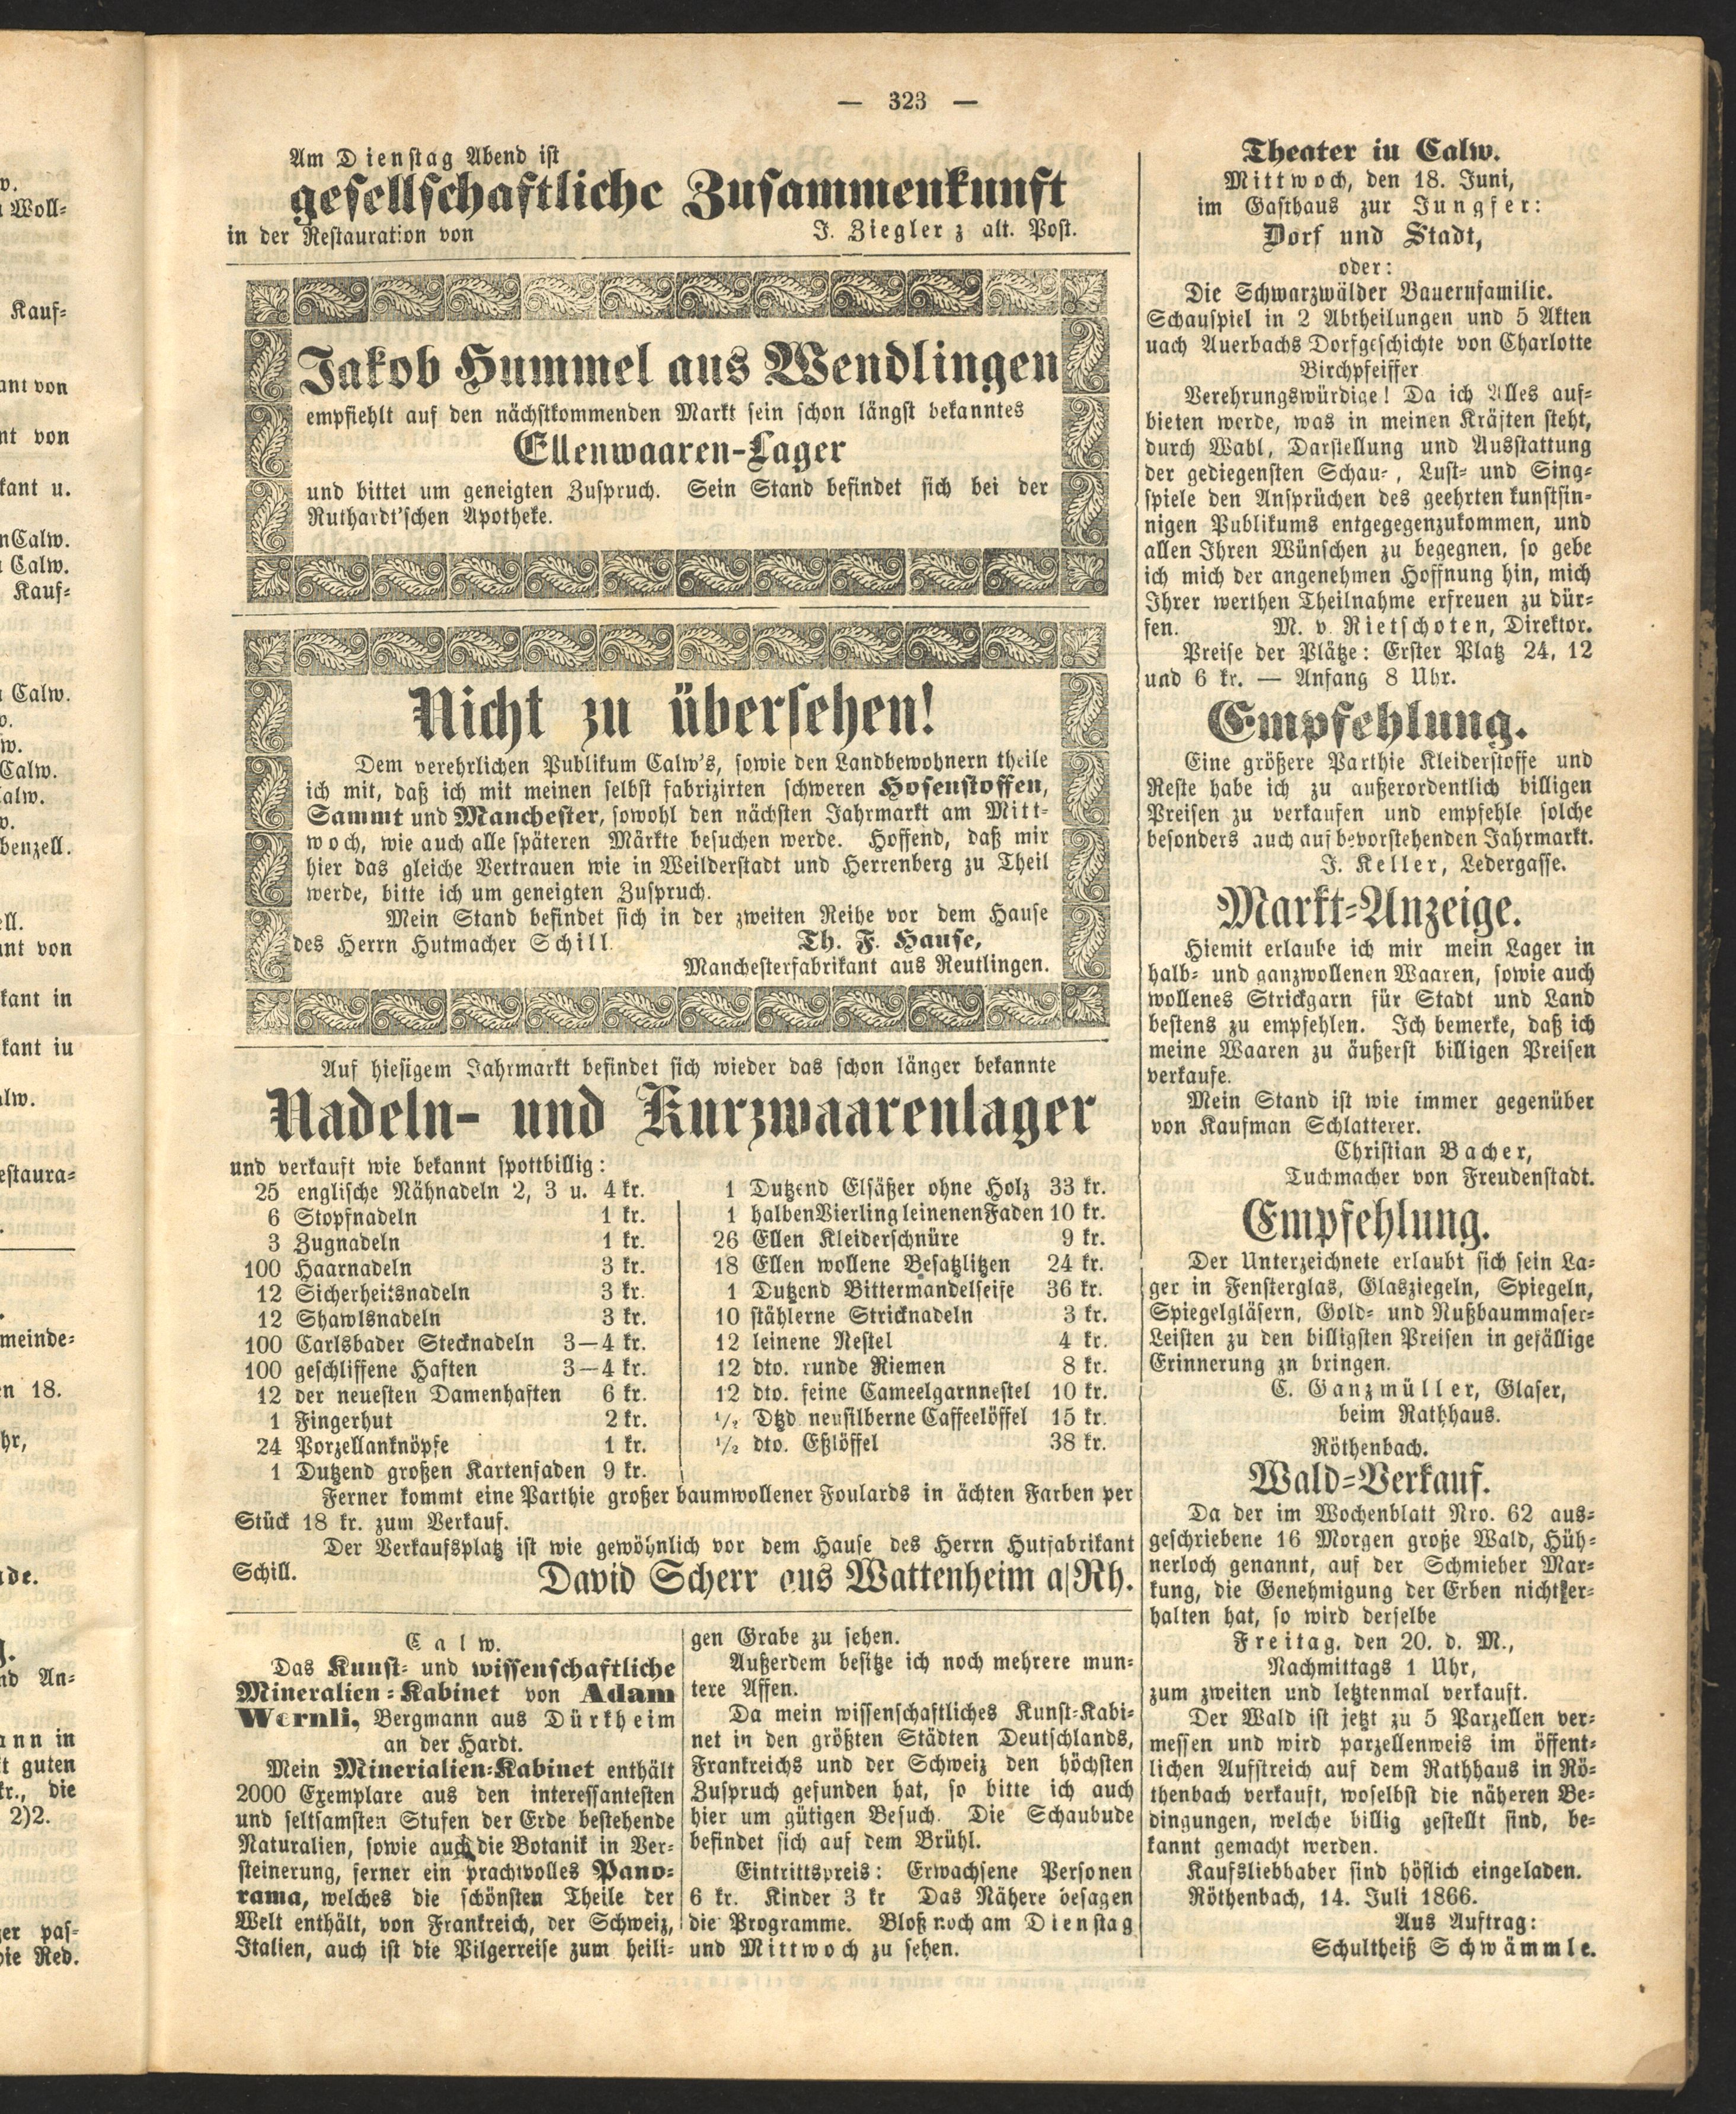 — 323 —
Am Dienstag Abend ist
gesellschaftliche Zusammenkunft
in der Restauration von J. Ziegler z alt. Post.
Jakob Hummel aus Wendlingen
empfiehlt auf den nächstkommenden Markt sein schon längst bekanntes
Ellenwaaren-Lager
und bittet um geneigten Zuspruch. Sein Stand befindet sich bei der
Ruthardt'schen Apotheke.
Nicht zu übersehen!
Dem verehrlichen Publikum Calw's, sowie den Landbewohnern theile
ich mit, daß ich mit meinen selbst fabrizirten schweren Hosenstoffen,
Sammt und Manchester, sowohl den nächsten Jahrmarkt am Mitt-
woch, wie auch alle späteren Märkte besuchen werde. Hoffend, daß mir
hier das gleiche Vertrauen wie in Weilderstadt und Herrenberg zu Theil
werde, bitte ich um geneigten Zuspruch.
Mein Stand befindet sich in der zweiten Reihe vor dem Hause
des Herrn Hutmacher Schill. Th. F. Hause,
Manchesterfabrikant aus Reutlingen.
Auf hiesigem Jahrmarkt befindet sich wieder das schon länger bekannte
Nadeln- und Kurzwaarenlager
und verkauft wie bekannt spottbillig:
25 englische Nähnadeln 2, 3 u. 4 kr.
6 Stopfnadeln 1 kr.
3 Zugnadeln 1 kr.
100 Haarnadeln 3 kr.
12 Sicherheitsnadeln 3 kr.
12 Shawlsnadeln 3 kr.
100 Carlsbader Stecknadeln 3—4 kr.
100 geschliffene Haften 3—4 kr.
12 der neuesten Damenhaften 6 kr.
1 Fingerhut 2 kr.
24 Porzellanknöpfe 1 kr.
1 Dutzend großen Kartenfaden 9 kr.
1 Dutzend Elsäßer ohne Holz 33 kr.
1 halben Vierling leinenen Faden 10 kr.
26 Ellen Kleiderschnüre 9 kr.
18 Ellen wollene Besatzlitzen 24 kr.
1 Dutzend Bittermandelseife 36 kr.
10 stählerne Stricknadeln 3 kr.
12 leinene Nestel 4 kr.
12 dto. runde Riemen 8 kr.
12 dto. feine Cameelgarnnestel 10 kr.
½ Dtzd neusilberne Caffeelöffel 15 kr.
½ dto. Eßlöffel 38 kr.
Ferner kommt eine Parthie großer baumwollener Foulards in ächten Farben per
Stück 18 kr. zum Verkauf.
Der Verkaufsplatz ist wie gewöhnlich vor dem Hause des Herrn Hutfabrikant
Schill. David Scherr aus Wattenheim a|Rh.
Calw.
Das Kunst- und wissenschaftliche
Mineralien-Kabinet von Adam
Wernli, Bergmann aus Dürkheim
an der Hardt.
Mein Minerialien-Kabinet enthält
2000 Exemplare aus den interessantesten
und seltsamsten Stufen der Erde bestehende
Naturalien, sowie auch die Botanik in Ver-
steinerung, ferner ein prachtvolles Pano-
rama, welches die schönsten Theile der
Welt enthält, von Frankreich, der Schweiz,
Italien, auch ist die Pilgerreise zum heili-
gen Grabe zu sehen.
Außerdem besitze ich noch mehrere mun-
tere Affen.
Da mein wissenschaftliches Kunst-Kabi-
net in den größten Städten Deutschlands,
Frankreichs und der Schweiz den höchsten
Zuspruch gefunden hat, so bitte ich auch
hier um gütigen Besuch. Die Schaubude
befindet sich auf dem Brühl.
Eintrittspreis: Erwachsene Personen
6 kr. Kinder 3 kr Das Nähere besagen
die Programme. Bloß noch am Dienstag
und Mittwoch zu sehen.
Theater in Calw.
Mittwoch, den 18. Juni,
im Gasthaus zur Jungfer:
Dorf und Stadt,
oder:
Die Schwarzwälder Bauernfamilie.
Schauspiel in 2 Abtheilungen und 5 Akten
uach Auerbachs Dorfgeschichte von Charlotte
Birchpfeiffer
Verehrungswürdige! Da ich Alles auf-
bieten werde, was in meinen Kräften steht,
durch Wahl, Darstellung und Ausstattung
der gediegensten Schau-, Lust- und Sing-
spiele den Ansprüchen des geehrten kunstsin-
nigen Publikums entgegegenzukommen, und
allen Ihren Wünschen zu begegnen, so gebe
ich mich der angenehmen Hoffnung hin, mich
Ihrer werthen Theilnahme erfreuen zu dür-
fen. M. v. Rietschoten, Direktor.
Preise der Plätze: Erster Platz 24, 12
und 6 kr. — Anfang 8 Uhr.
Empfehlung.
Eine größere Parthie Kleiderstoffe und
Reste habe ich zu außerordentlich billigen
Preisen zu verkaufen und empfehle solche
besonders auch auf bevorstehenden Jahrmarkt.
J. Keller, Ledergasse.
Markt-Anzeige.
Hiemit erlaube ich mir mein Lager in
halb- und ganzwollenen Waaren, sowie auch
wollenes Strickgarn für Stadt und Land
bestens zu empfehlen. Ich bemerke, daß ich
meine Waaren zu äußerst billigen Preisen
verkaufe.
Mein Stand ist wie immer gegenüber
von Kaufman Schlatterer.
Christian Bacher,
Tuchmacher von Freudenstadt.
Empfehlung.
Der Unterzeichnete erlaubt sich sein La-
ger in Fensterglas, Glasziegeln, Spiegeln,
Spiegelgläsern, Gold- und Nußbaummaser-
Leisten zu den billigsten Preisen in gefällige
Erinnerung zn bringen.
C. Ganzmüller, Glaser,
beim Rathhaus.
Röthenbach.
Wald-Verkauf.
Da der im Wochenblatt Nro. 62 aus-
geschriebene 16 Morgen große Wald, Hüh-
nerloch genannt, auf der Schmieher Mar-
kung, die Genehmigung der Erben nicht er-
halten hat, so wird derselbe
Freitag, den 20. d. M.,
Nachmittags 1 Uhr,
zum zweiten und letztenmal verkauft.
Der Wald ist jetzt zu 5 Parzellen ver-
messen und wird parzellenweis im öffent-
lichen Aufstreich auf dem Rathhaus in Rö-
thenbach verkauft, woselbst die näheren Be-
dingungen, welche billig gestellt sind, be-
kannt gemacht werden.
Kaufsliebhaber sind höflich eingeladen.
Röthenbach, 14. Juli 1866.
Aus Auftrag:
Schultheiß Schwämmle.